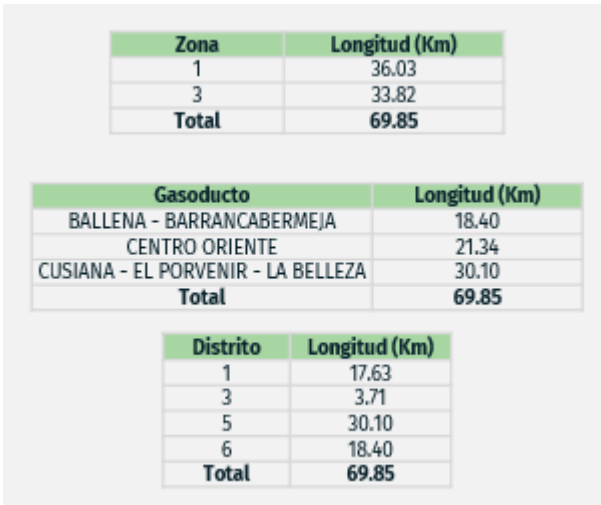 Zona Longitud (Km)
1 36.03
3 33.82
Total 69.85
Gasoducto Longitud (Km)
BALLENA - BARRANCABERMEJA 18.40
CENTRO ORIENTE 21.34
CUSIANA - EL PORVENIR - LA BELLEZA 30.10
Total 69.85
Distrito Longitud (Km)
1 17.63
3 3.71
5 30.10
6 18.40
Total 69.85